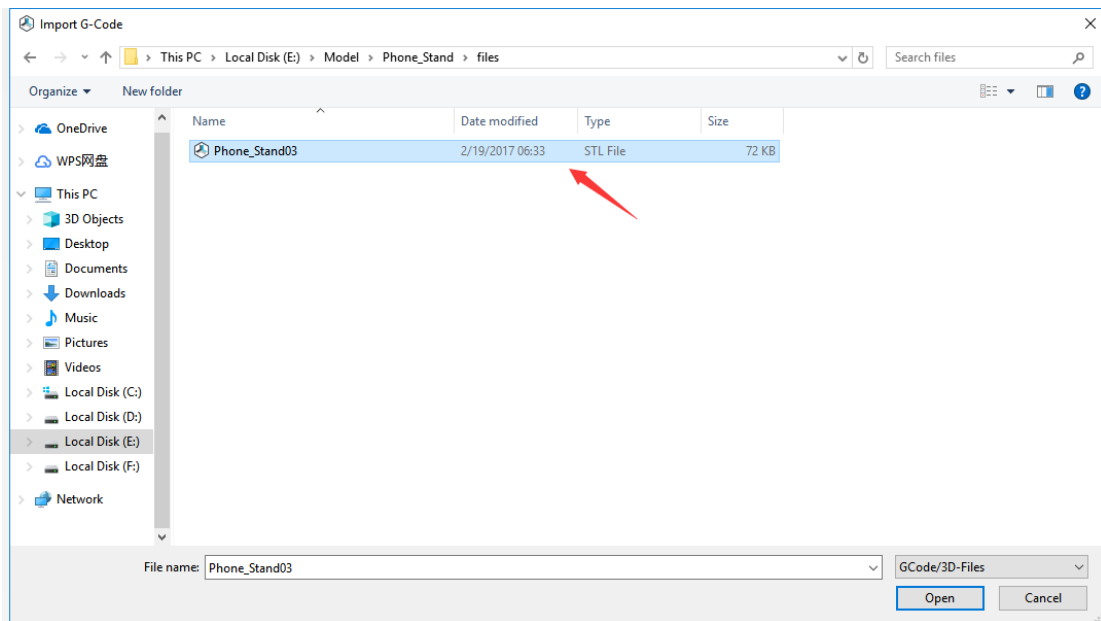 Import G-Code
This PC > Local Disk (E:) > Model > Phone_Stand > files
Search files
Organize
New folder
Name
Date modified
Type
Size
Phone_Stand03
2/19/2017 06:33
STL File
72 KB
OneDrive
WPS网盘
This PC
3D Objects
Desktop
Documents
Downloads
Music
Pictures
Videos
Local Disk (C:)
Local Disk (D:)
Local Disk (E:)
Local Disk (F:)
Network
File name:
Phone_Stand03
GCode/3D-Files
Open
Cancel